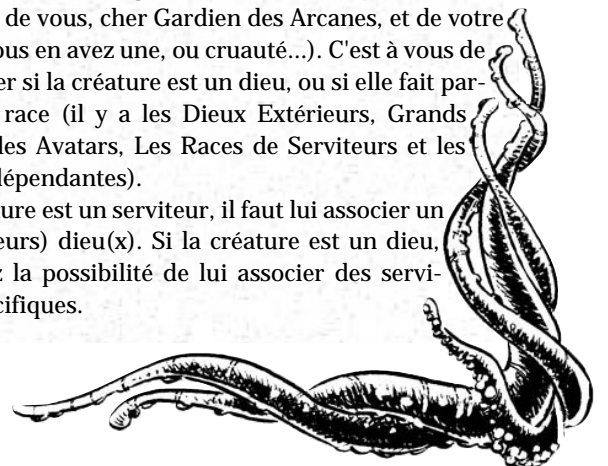 de vous, cher Gardien des Arcanes, et de votre
ous en avez une, ou cruauté...). C'est à vous de
er si la créature est un dieu, ou si elle fait par-
race (il y a les Dieux Extérieurs, Grands
les Avatars, Les Races de Serviteurs et les
dépendantes).
ture est un serviteur, il faut lui associer un
eurs) dieu(x). Si la créature est un dieu,
z la possibilité de lui associer des servi-
cifiques.